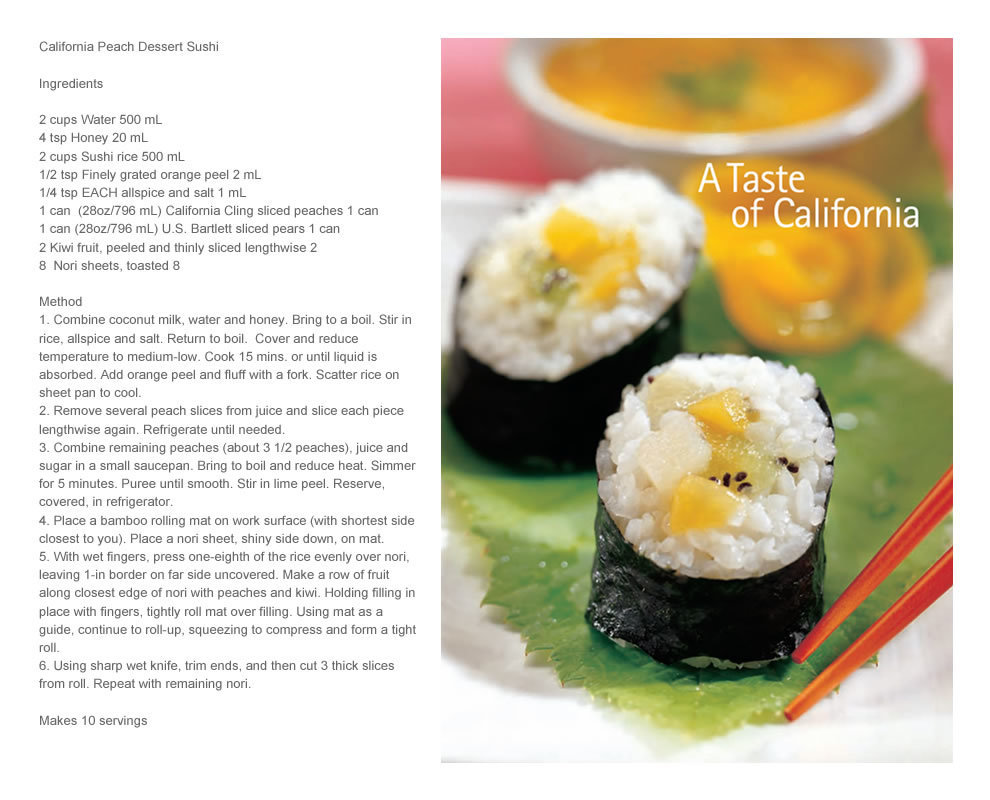 California Peach Dessert Sushi
Ingredients
2 cups Water 500 mL
4 tsp Honey 20 mL
2 cups Sushi rice 500 mL
1/2 tsp Finely grated orange peel 2 mL
1/4 tsp EACH allspice and salt 1 mL
1 can  (28oz/796 mL) California Cling sliced peaches 1 can
1 can (28oz/796 mL) U.S. Bartlett sliced pears 1 can
2 Kiwi fruit, peeled and thinly sliced lengthwise 2
8  Nori sheets, toasted 8
Method
1. Combine coconut milk, water and honey. Bring to a boil. Stir in
rice, allspice and salt. Return to boil.  Cover and reduce
temperature to medium-low. Cook 15 mins. or until liquid is
absorbed. Add orange peel and fluff with a fork. Scatter rice on
sheet pan to cool.
2. Remove several peach slices from juice and slice each piece
lengthwise again. Refrigerate until needed.
3. Combine remaining peaches (about 3 1/2 peaches), juice and
sugar in a small saucepan. Bring to boil and reduce heat. Simmer
for 5 minutes. Puree until smooth. Stir in lime peel. Reserve,
covered, in refrigerator.
4. Place a bamboo rolling mat on work surface (with shortest side
closest to you). Place a nori sheet, shiny side down, on mat.
5. With wet fingers, press one-eighth of the rice evenly over nori,
leaving 1-in border on far side uncovered. Make a row of fruit
along closest edge of nori with peaches and kiwi. Holding filling in
place with fingers, tightly roll mat over filling. Using mat as a
guide, continue to roll-up, squeezing to compress and form a tight
roll.
6. Using sharp wet knife, trim ends, and then cut 3 thick slices
from roll. Repeat with remaining nori.
Makes 10 servings
A Taste
of California